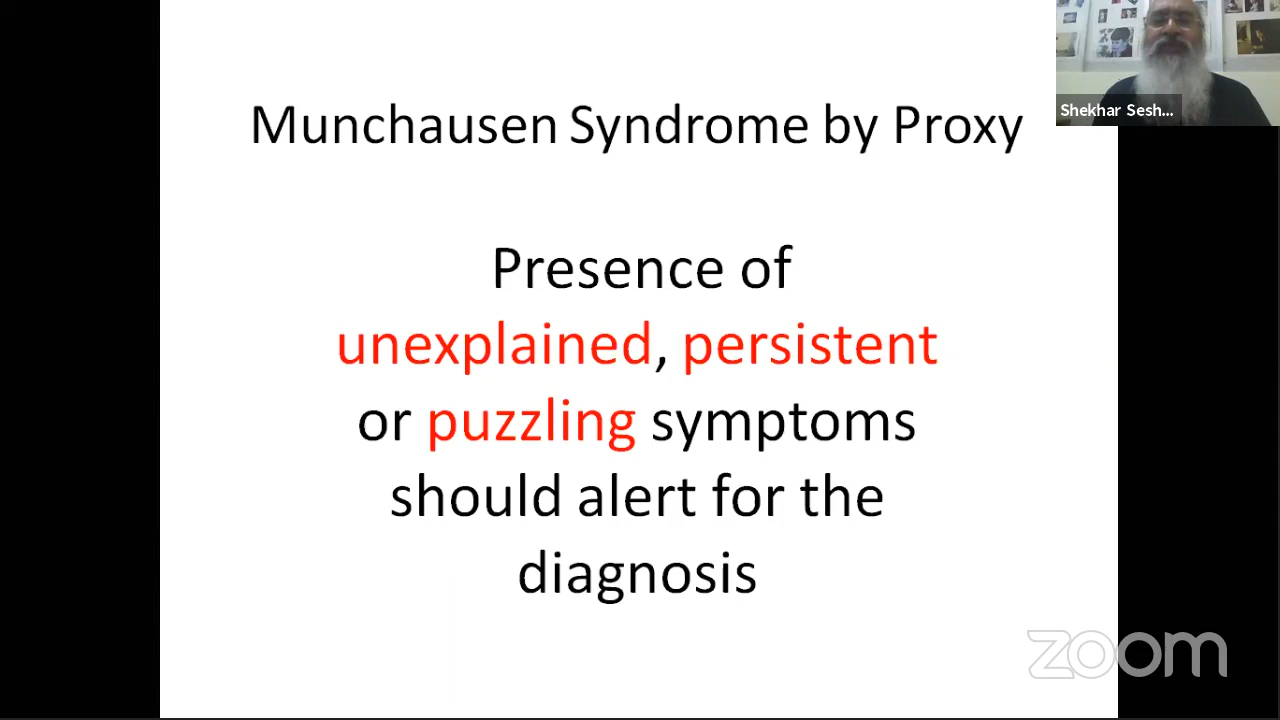 Munchausen Syndrome by Proxy
Shekhar Sesh...
Presence of
unexplained, persistent
or puzzling symptoms
should alert for the
diagnosis
zoom